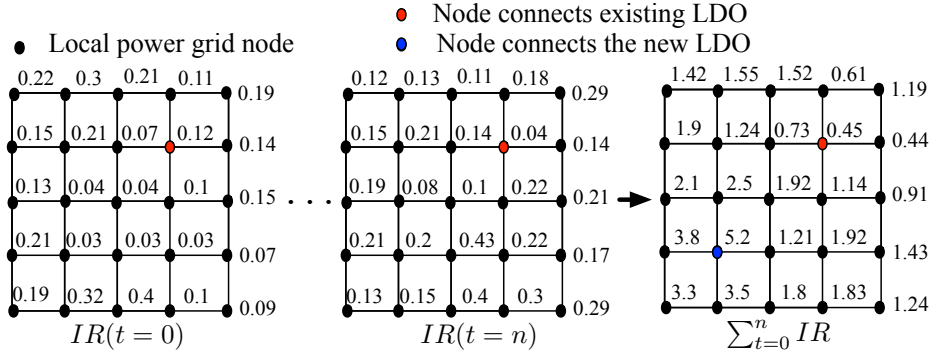 Node connects existing LDO
Local power grid node
Node connects the new LDO
0.22 0.3 0.21 0.11 0.19
0.15 0.21 0.07 0.12 0.14
0.13 0.04 0.04 0.1 0.15
0.21 0.03 0.03 0.03 0.07
0.19 0.32 0.4 0.1 0.09
IR(t = 0)
. . .
0.12 0.13 0.11 0.18 0.29
0.15 0.21 0.14 0.04 0.14
0.19 0.08 0.1 0.22 0.21
0.21 0.2 0.43 0.22 0.17
0.13 0.15 0.4 0.3 0.29
IR(t = n)
1.42 1.55 1.52 0.61 1.19
1.9 1.24 0.73 0.45 0.44
2.1 2.5 1.92 1.14 0.91
3.8 5.2 1.21 1.92 1.43
3.3 3.5 1.8 1.83 1.24
∑ⁿₜ₌₀ IR